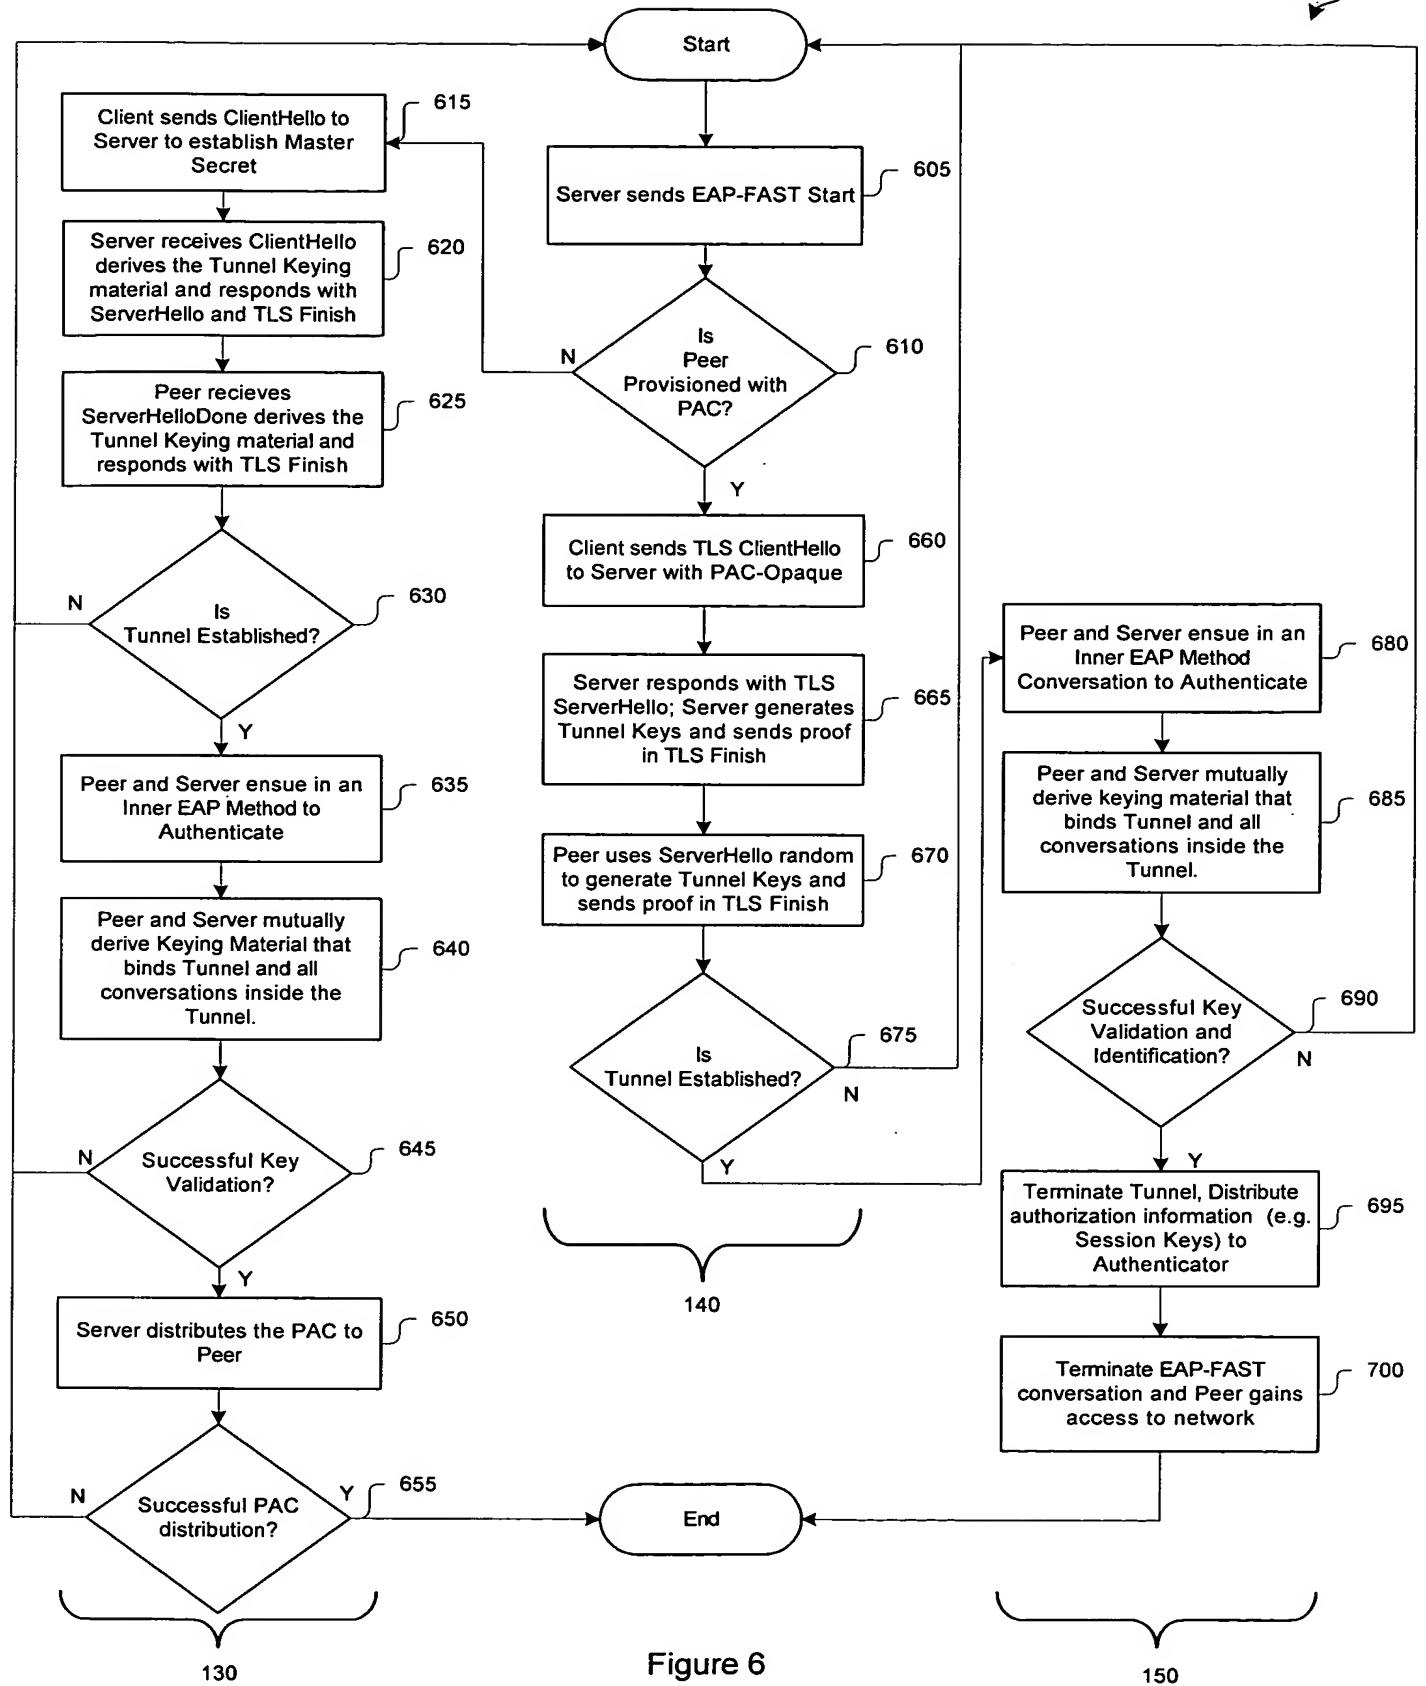 Start
Client sends ClientHello to
Server to establish Master
Secret
615
Server sends EAP-FAST Start
605
Server receives ClientHello
derives the Tunnel Keying
material and responds with
ServerHello and TLS Finish
620
Is
Peer
Provisioned with
PAC?
N
610
Y
Peer recieves
ServerHelloDone derives the
Tunnel Keying material and
responds with TLS Finish
625
Is
Tunnel Established?
N
630
Y
Client sends TLS ClientHello
to Server with PAC-Opaque
660
Server responds with TLS
ServerHello; Server generates
Tunnel Keys and sends proof
in TLS Finish
665
Peer uses ServerHello random
to generate Tunnel Keys and
sends proof in TLS Finish
670
Is
Tunnel Established?
675
N
Y
140
Peer and Server ensue in an
Inner EAP Method to
Authenticate
635
Peer and Server mutually
derive Keying Material that
binds Tunnel and all
conversations inside the
Tunnel.
640
Successful Key
Validation?
N
645
Y
Server distributes the PAC to
Peer
650
Successful PAC
distribution?
N
Y
655
130
Peer and Server ensue in an
Inner EAP Method
Conversation to Authenticate
680
Peer and Server mutually
derive keying material that
binds Tunnel and all
conversations inside the
Tunnel.
685
Successful Key
Validation and
Identification?
690
N
Y
Terminate Tunnel, Distribute
authorization information (e.g.
Session Keys) to
Authenticator
695
Terminate EAP-FAST
conversation and Peer gains
access to network
700
End
150
Figure 6